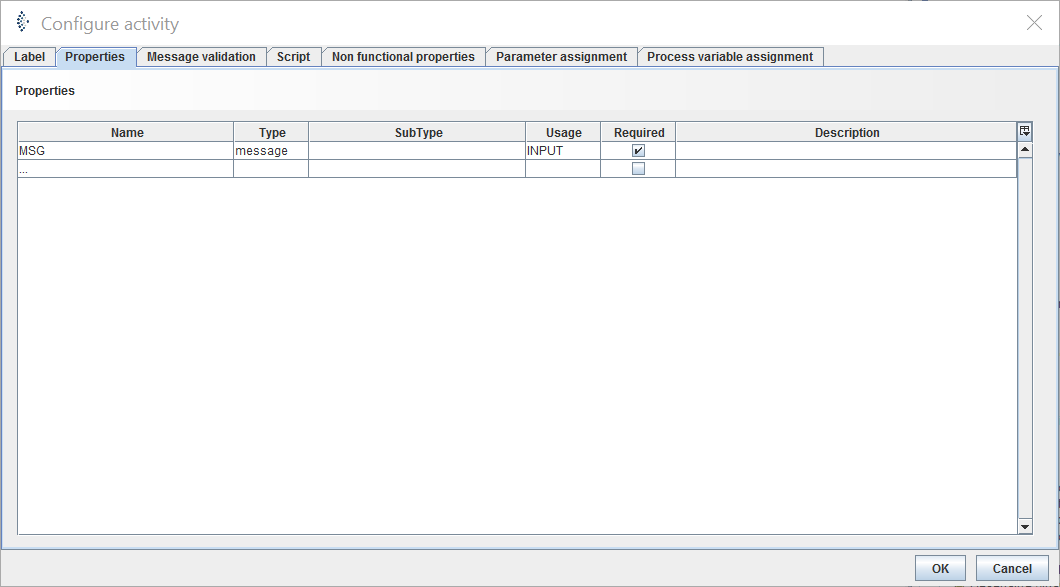 Configure activity
Label Properties Message validation Script Non functional properties Parameter assignment Process variable assignment
Properties
Name Type SubType Usage Required Description
MSG message INPUT
...
OK Cancel